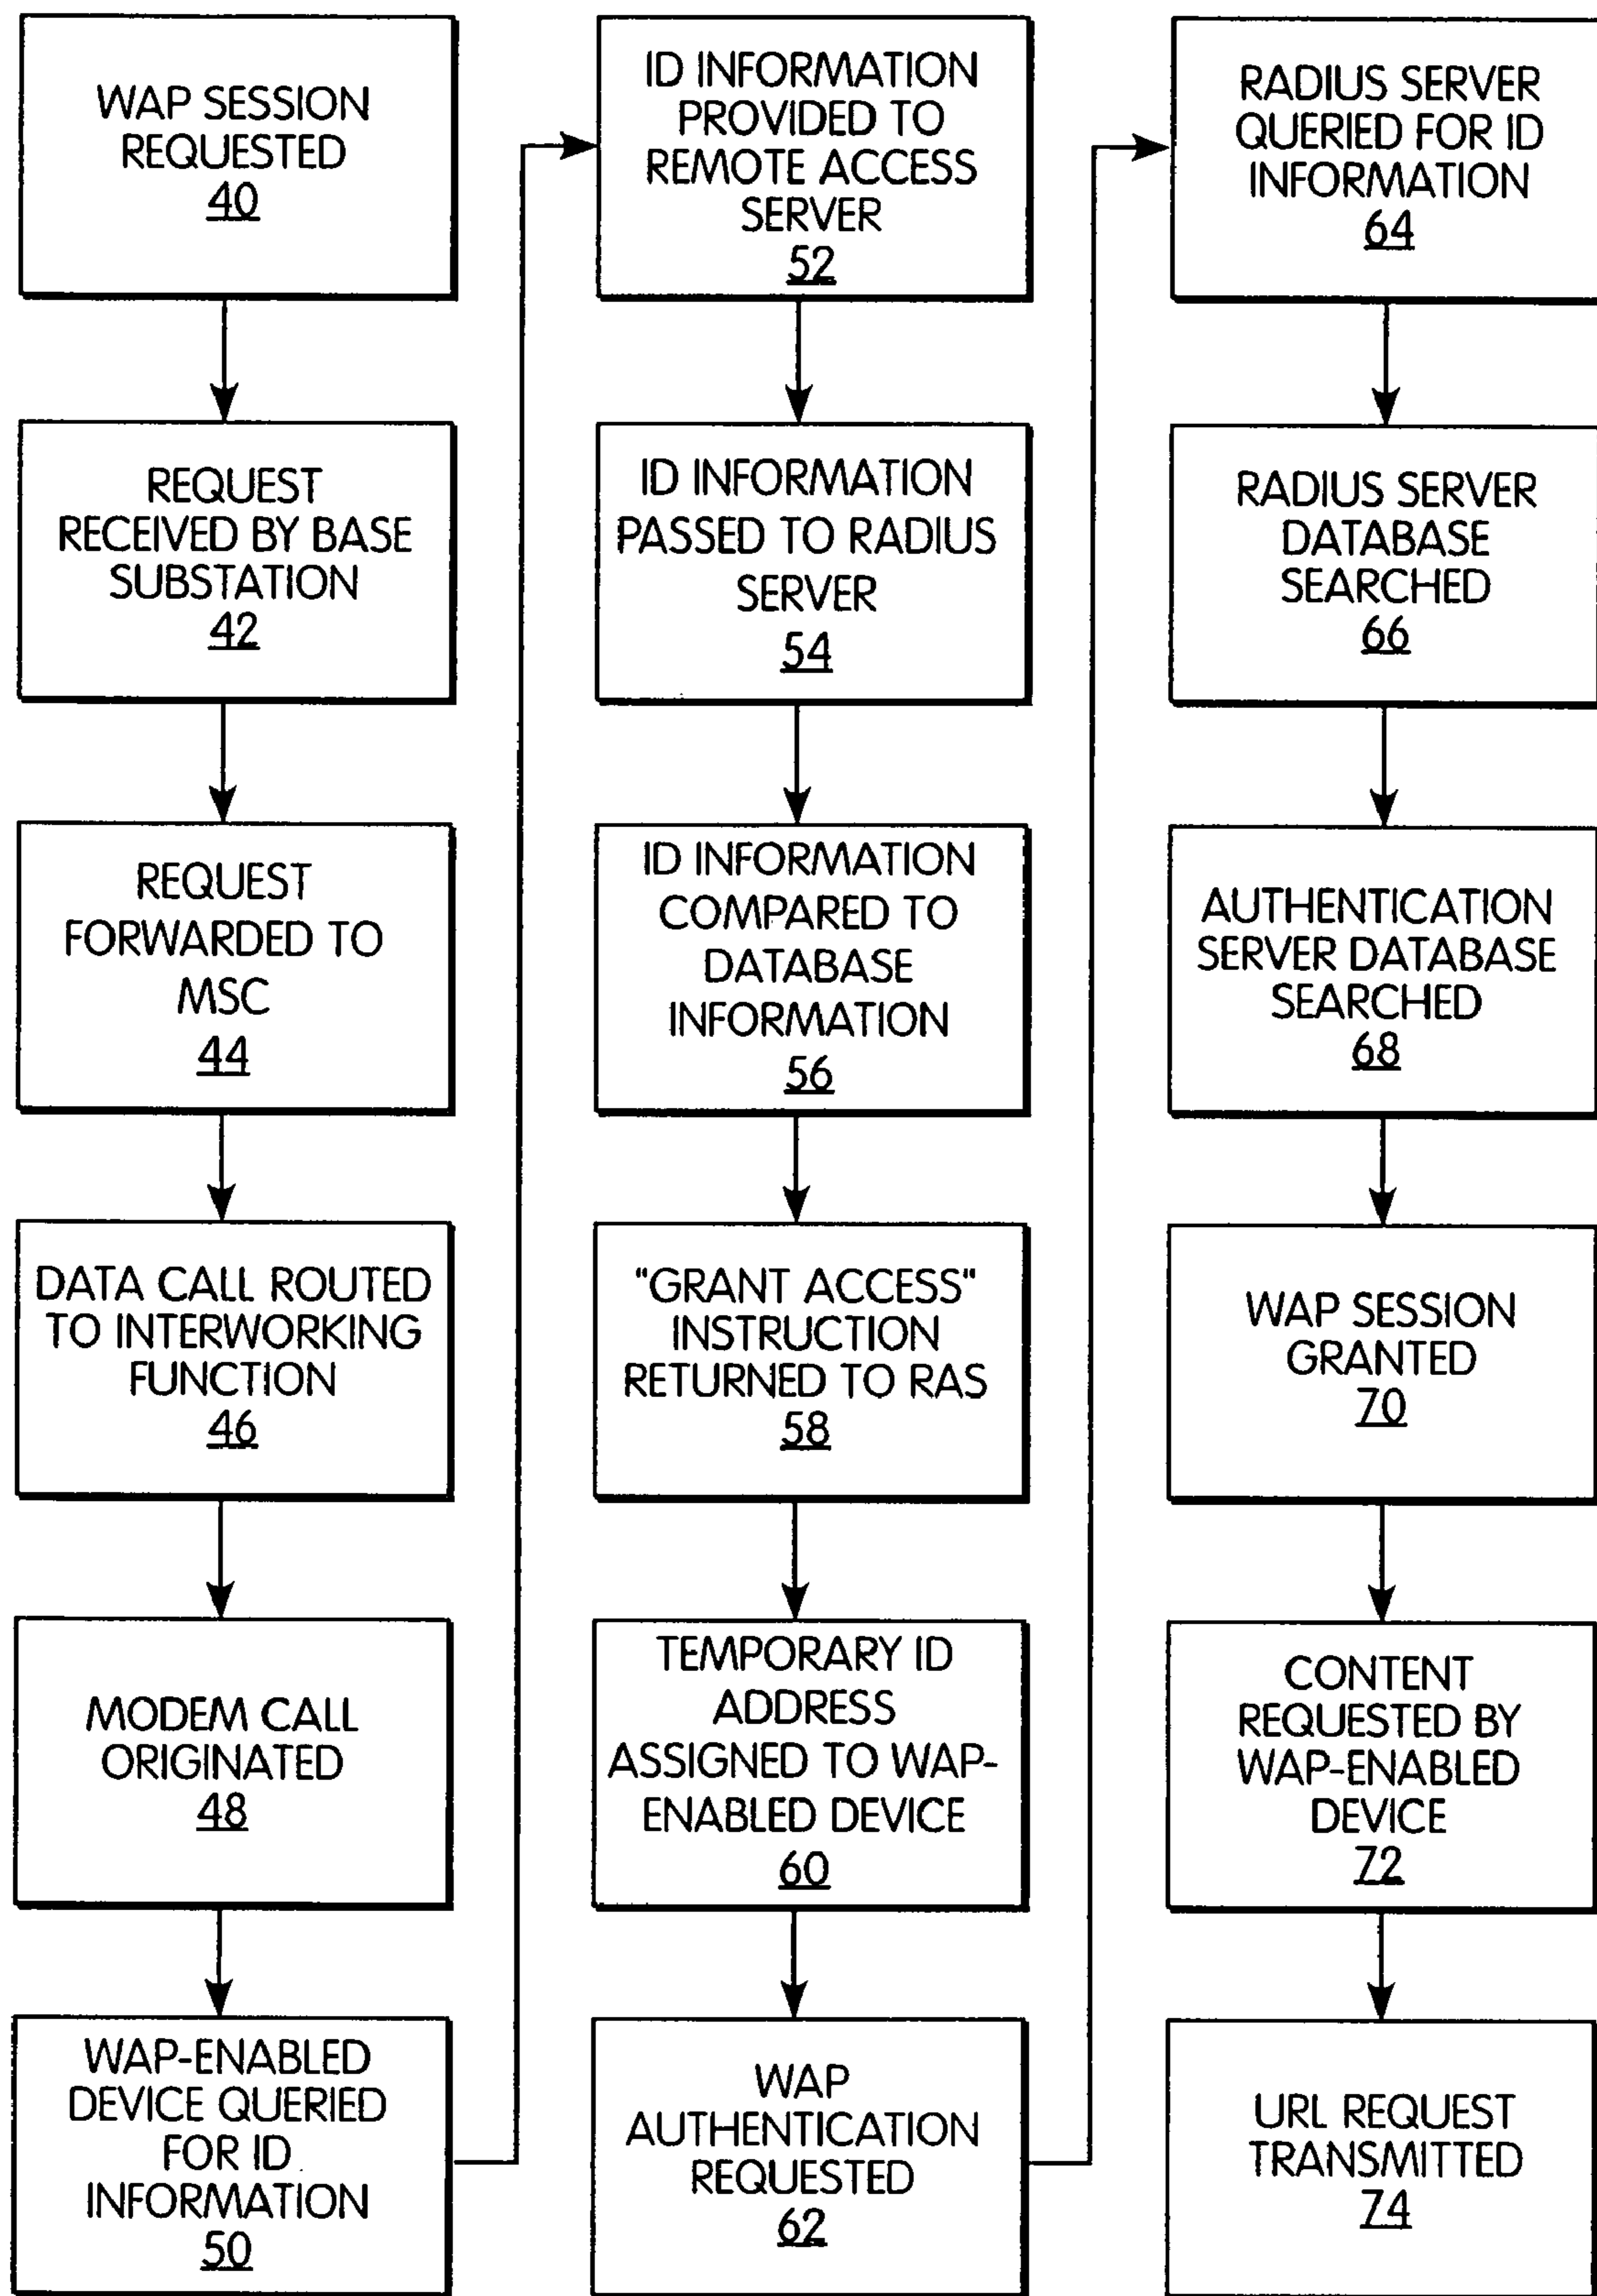 WAP SESSION
REQUESTED
40
REQUEST
RECEIVED BY BASE
SUBSTATION
42
REQUEST
FORWARDED TO
MSC
44
DATA CALL ROUTED
TO INTERWORKING
FUNCTION
46
MODEM CALL
ORIGINATED
48
WAP-ENABLED
DEVICE QUERIED
FOR ID
INFORMATION
50
ID INFORMATION
PROVIDED TO
REMOTE ACCESS
SERVER
52
ID INFORMATION
PASSED TO RADIUS
SERVER
54
ID INFORMATION
COMPARED TO
DATABASE
INFORMATION
56
"GRANT ACCESS"
INSTRUCTION
RETURNED TO RAS
58
TEMPORARY ID
ADDRESS
ASSIGNED TO WAP-
ENABLED DEVICE
60
WAP
AUTHENTICATION
REQUESTED
62
RADIUS SERVER
QUERIED FOR ID
INFORMATION
64
RADIUS SERVER
DATABASE
SEARCHED
66
AUTHENTICATION
SERVER DATABASE
SEARCHED
68
WAP SESSION
GRANTED
70
CONTENT
REQUESTED BY
WAP-ENABLED
DEVICE
72
URL REQUEST
TRANSMITTED
74